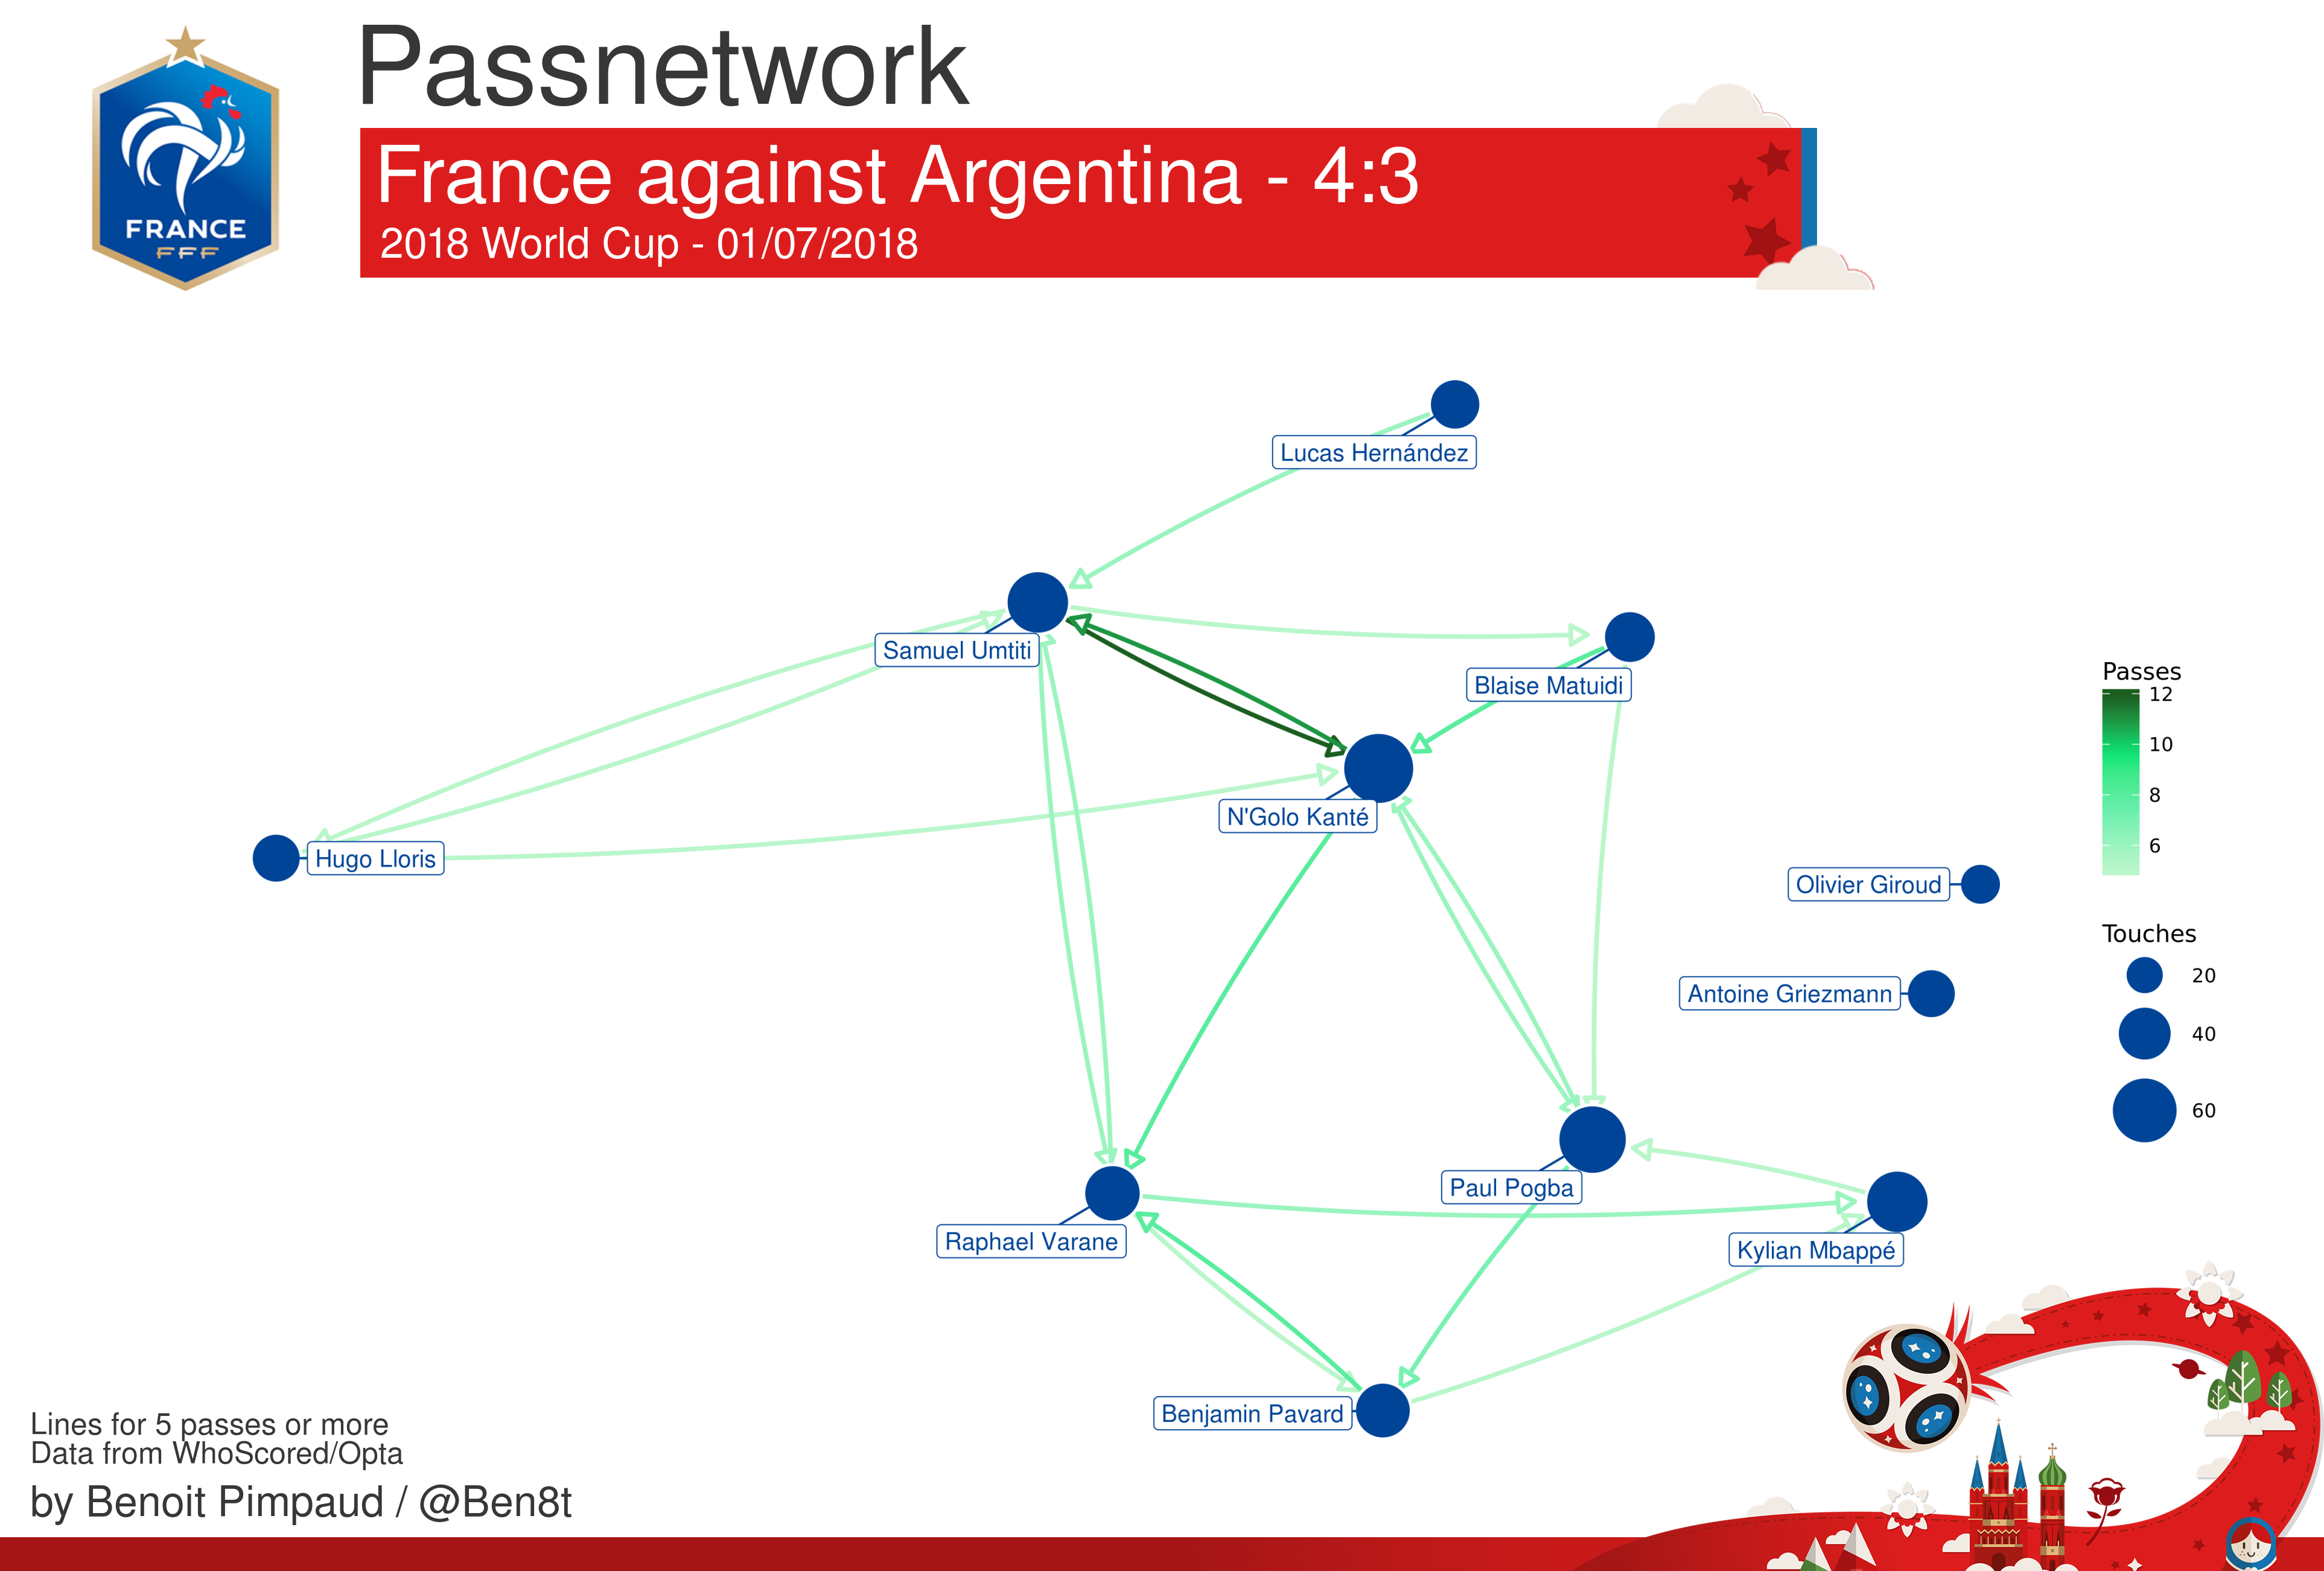 Passnetwork
France against Argentina - 4:3
2018 World Cup - 01/07/2018
FRANCE
FFF
Lucas Hernández
Samuel Umtiti
Blaise Matuidi
N'Golo Kanté
Hugo Lloris
Olivier Giroud
Antoine Griezmann
Paul Pogba
Raphael Varane
Kylian Mbappé
Benjamin Pavard
Passes
12
10
8
6
Touches
20
40
60
Lines for 5 passes or more
Data from WhoScored/Opta
by Benoit Pimpaud / @Ben8t